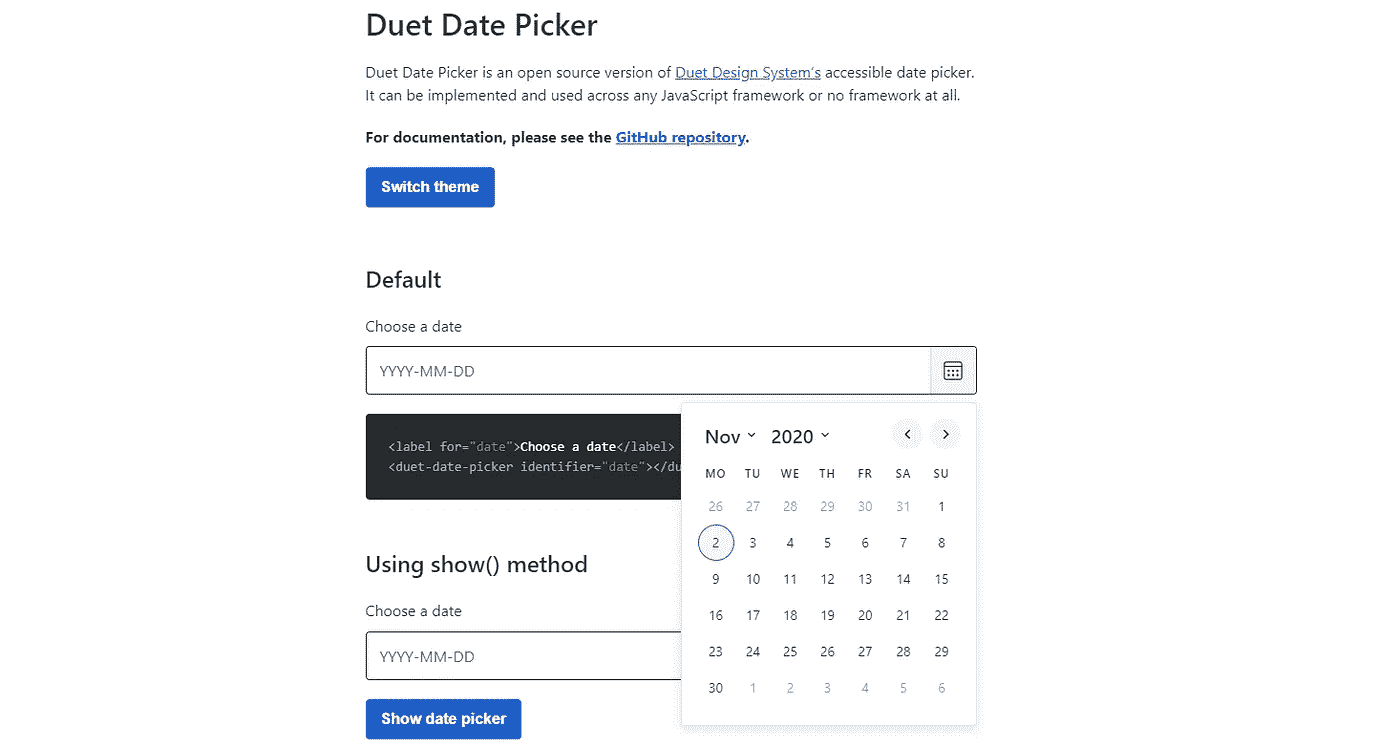 Duet Date Picker
Duet Date Picker is an open source version of Duet Design System's accessible date picker.
It can be implemented and used across any JavaScript framework or no framework at all.
For documentation, please see the GitHub repository.
Switch theme
Default
Choose a date
YYYY-MM-DD
<label for="date">Choose a date</label>
<duet-date-picker identifier="date"></du
Nov 2020
MO TU WE TH FR SA SU
26 27 28 29 30 31 1
2 3 4 5 6 7 8
9 10 11 12 13 14 15
16 17 18 19 20 21 22
23 24 25 26 27 28 29
30 1 2 3 4 5 6
Using show() method
Choose a date
YYYY-MM-DD
Show date picker